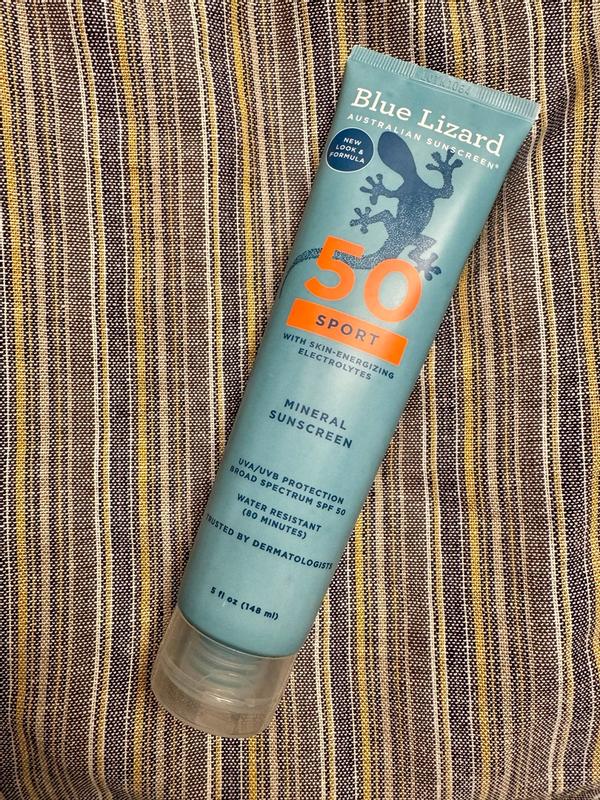 Blue Lizard
AUSTRALIAN SUNSCREEN®
NEW
LOOK &
FORMULA
50
SPORT
WITH SKIN-ENERGIZING
ELECTROLYTES
MINERAL
SUNSCREEN
UVA/UVB PROTECTION
BROAD SPECTRUM SPF 50
WATER RESISTANT
(80 MINUTES)
TRUSTED BY DERMATOLOGISTS
5 fl oz (148 ml)